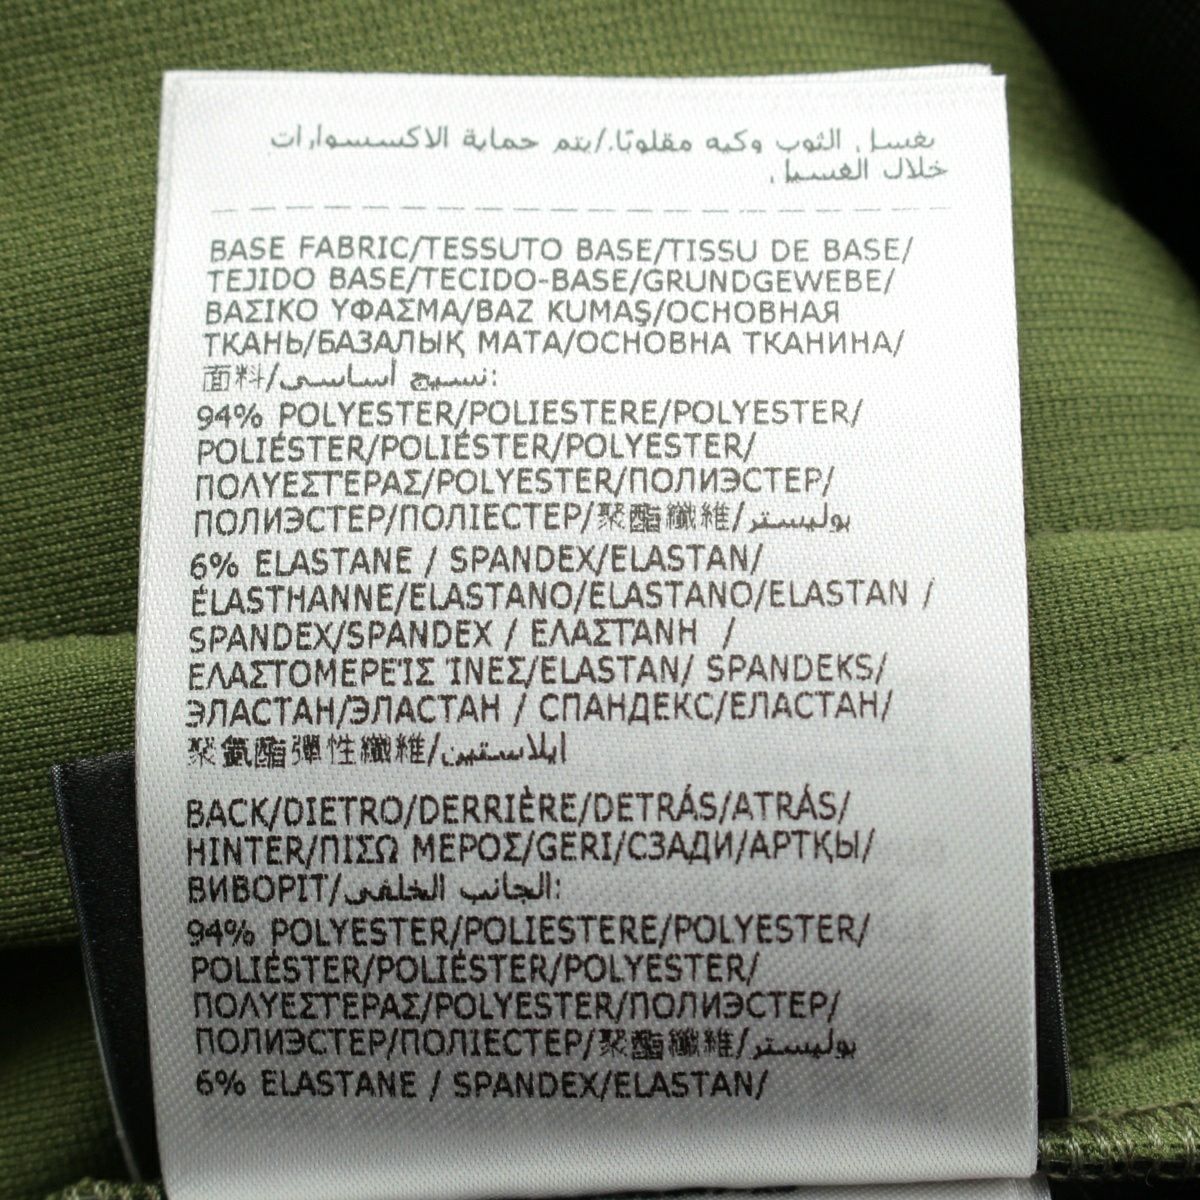 يغسل الثوب وكيه مقلوبًا./يتم حماية الاكسسوارات
خلال الغسيل.
BASE FABRIC/TESSUTO BASE/TISSU DE BASE/
TEJIDO BASE/TECIDO-BASE/GRUNDGEWEBE/
ΒΑΣΙΚΟ ΥΦΑΣΜΑ/BAZ KUMAŞ/ОСНОВНАЯ
ТКАНЬ/БАЗАЛЫҚ МАТА/ОСНОВНА ТКАНИНА/
面料/نسيج أساسي:
94% POLYESTER/POLIESTERE/POLYESTER/
POLIÉSTER/POLIÉSTER/POLYESTER/
ΠΟΛΥΕΣΤΕΡΑΣ/POLYESTER/ПОЛИЭСТЕР/
ПОЛИЭСТЕР/ПОЛІЕСТЕР/聚酯纖維/بوليستر
6% ELASTANE / SPANDEX/ELASTAN/
ÉLASTHANNE/ELASTANO/ELASTANO/ELASTAN /
SPANDEX/SPANDEX / ΕΛΑΣΤΑΝΗ /
ΕΛΑΣΤΟΜΕΡΕΊΣ ΊΝΕΣ/ELASTAN/ SPANDEKS/
ЭЛАСТАН/ЭЛАСТАН / СПАНДЕКС/ЕЛАСТАН/
聚氨酯彈性纖維/ايلاستين
BACK/DIETRO/DERRIÈRE/DETRÁS/ATRÁS/
HINTER/ΠΙΣΩ ΜΕΡΟΣ/GERI/СЗАДИ/АРТҚЫ/
ВИВОРІТ/الجانب الخلفي:
94% POLYESTER/POLIESTERE/POLYESTER/
POLIÉSTER/POLIÉSTER/POLYESTER/
ΠΟΛΥΕΣΤΕΡΑΣ/POLYESTER/ПОЛИЭСТЕР/
ПОЛИЭСТЕР/ПОЛІЕСТЕР/聚酯纖維/بوليستر
6% ELASTANE / SPANDEX/ELASTAN/